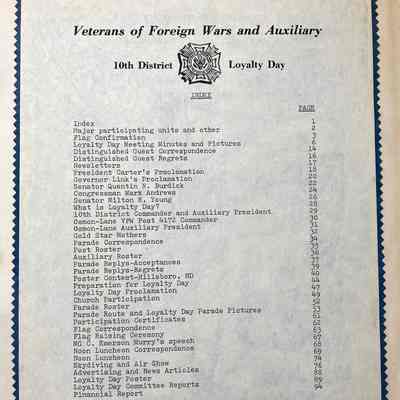 Veterans of Foreign Wars and Auxiliary
10th District Loyalty Day
INDEX
PAGE
Index 1
Major participating units and other 2
Flag Confirmation 3
Loyalty Day Meeting Minutes and Pictures 6
Distinguished Guest Correspondence 14
Distinguished Guest Regrets 16
Newsletters 17
President Carter's Proclamation 18
Governor Link's Proclamation 20
Senator Quentin N. Burdick 22
Congressman Mark Andrews 24
Senator Milton R. Young 26
What is Loyalty Day? 28
10th District Commander and Auxiliary President 29
Osmon-Lane VFW Post 4172 Commander 30
Osmon-Lane Auxiliary President 31
Gold Star Mothers 32
Parade Correspondence 34
Post Roster 33
Auxiliary Roster 35
Parade Replys-Acceptances 37
Parade Replys-Regrets 39
Poster Contest-Hillsboro, ND 40
Preparation for Loyalty Day 44
Loyalty Day Proclamation 47
Church Participation 49
Parade Roster 52
Parade Route and Loyalty Day Parade Pictures 53
Participation Certificates 61
Flag Correspondence 62
Flag Raising Ceremony 63
MG C. Emerson Murry's speech 67
Noon Luncheon Correspondence 68
Noon Luncheon 69
Skydiving and Air Show 74
Advertising and News Articles 76
Loyalty Day Poster 88
Loyalty Day Committee Reports 89
Financial Report 94